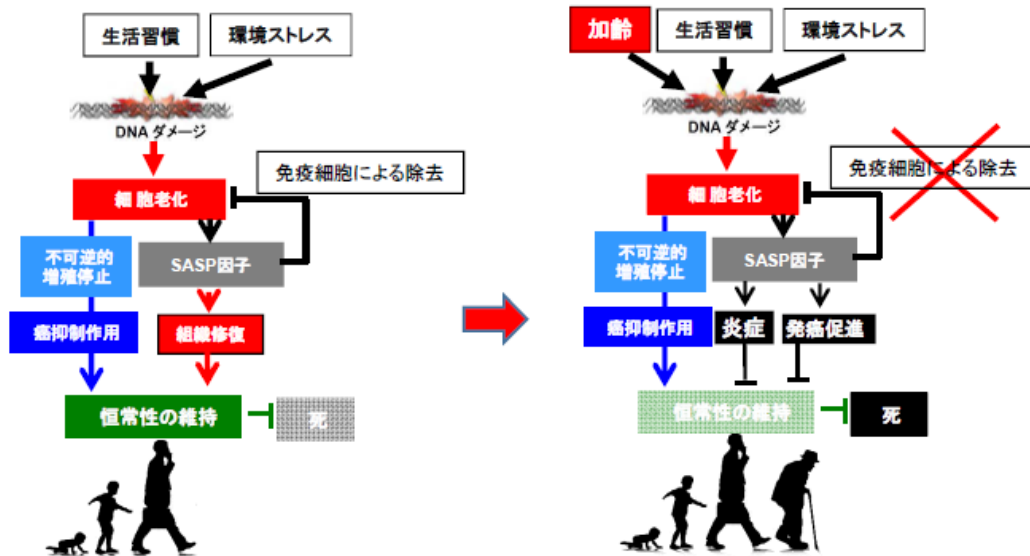 生活習慣
環境ストレス
DNA ダメージ
免疫細胞による除去
細胞老化
不可逆的
増殖停止
SASP因子
癌抑制作用
組織修復
恒常性の維持
死
加齢
生活習慣
環境ストレス
DNA ダメージ
免疫細胞による除去
細胞老化
不可逆的
増殖停止
SASP因子
癌抑制作用
炎症
発癌促進
恒常性の維持
死